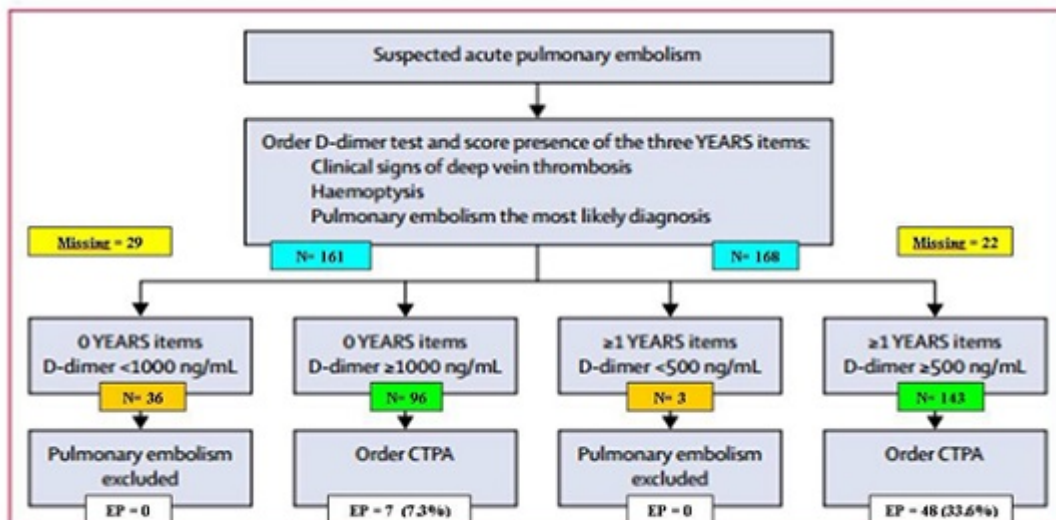 Suspected acute pulmonary embolism
Order D-dimer test and score presence of the three YEARS items:
Clinical signs of deep vein thrombosis
Haemoptysis
Pulmonary embolism the most likely diagnosis
Missing = 29
N= 161
N= 168
Missing = 22
0 YEARS items
D-dimer <1000 ng/mL
N= 36
0 YEARS items
D-dimer ≥1000 ng/mL
N= 96
≥1 YEARS items
D-dimer <500 ng/mL
N= 3
≥1 YEARS items
D-dimer ≥500 ng/mL
N= 143
Pulmonary embolism
excluded
EP = 0
Order CTPA
EP = 7 (7.3%)
Pulmonary embolism
excluded
EP = 0
Order CTPA
EP = 48 (33.6%)